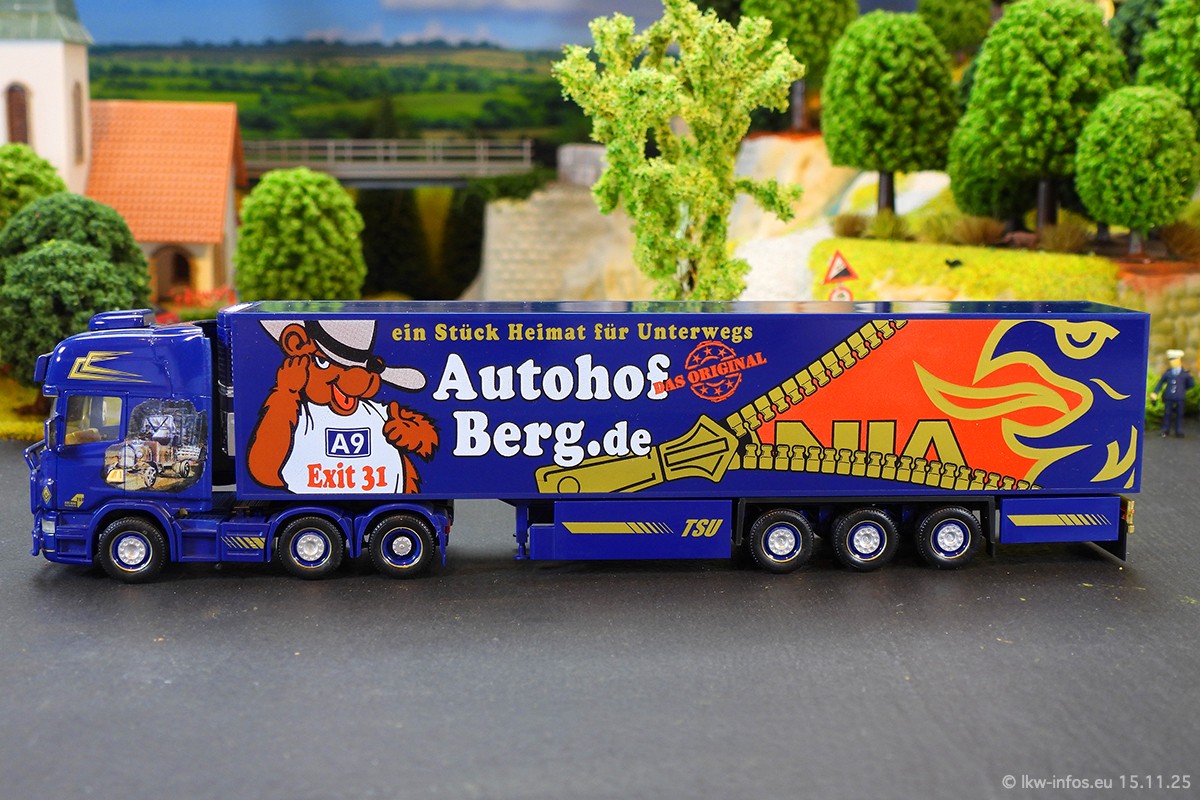 ein Stück Heimat für Unterwegs
Autohof
DAS ORIGINAL
Berg.de
A9
Exit 31
NIA
TSU
© lkw-infos.eu 15.11.25